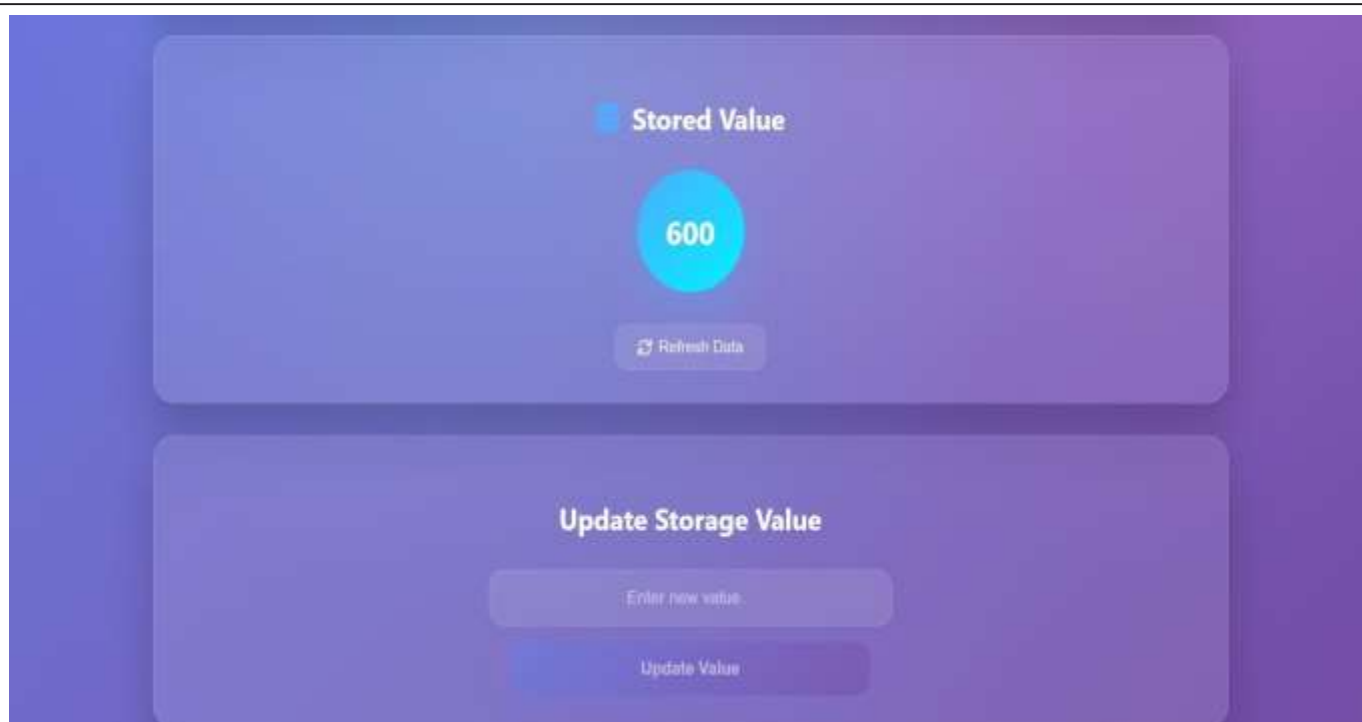 Stored Value
600
Refresh Data
Update Storage Value
Enter new value
Update Value